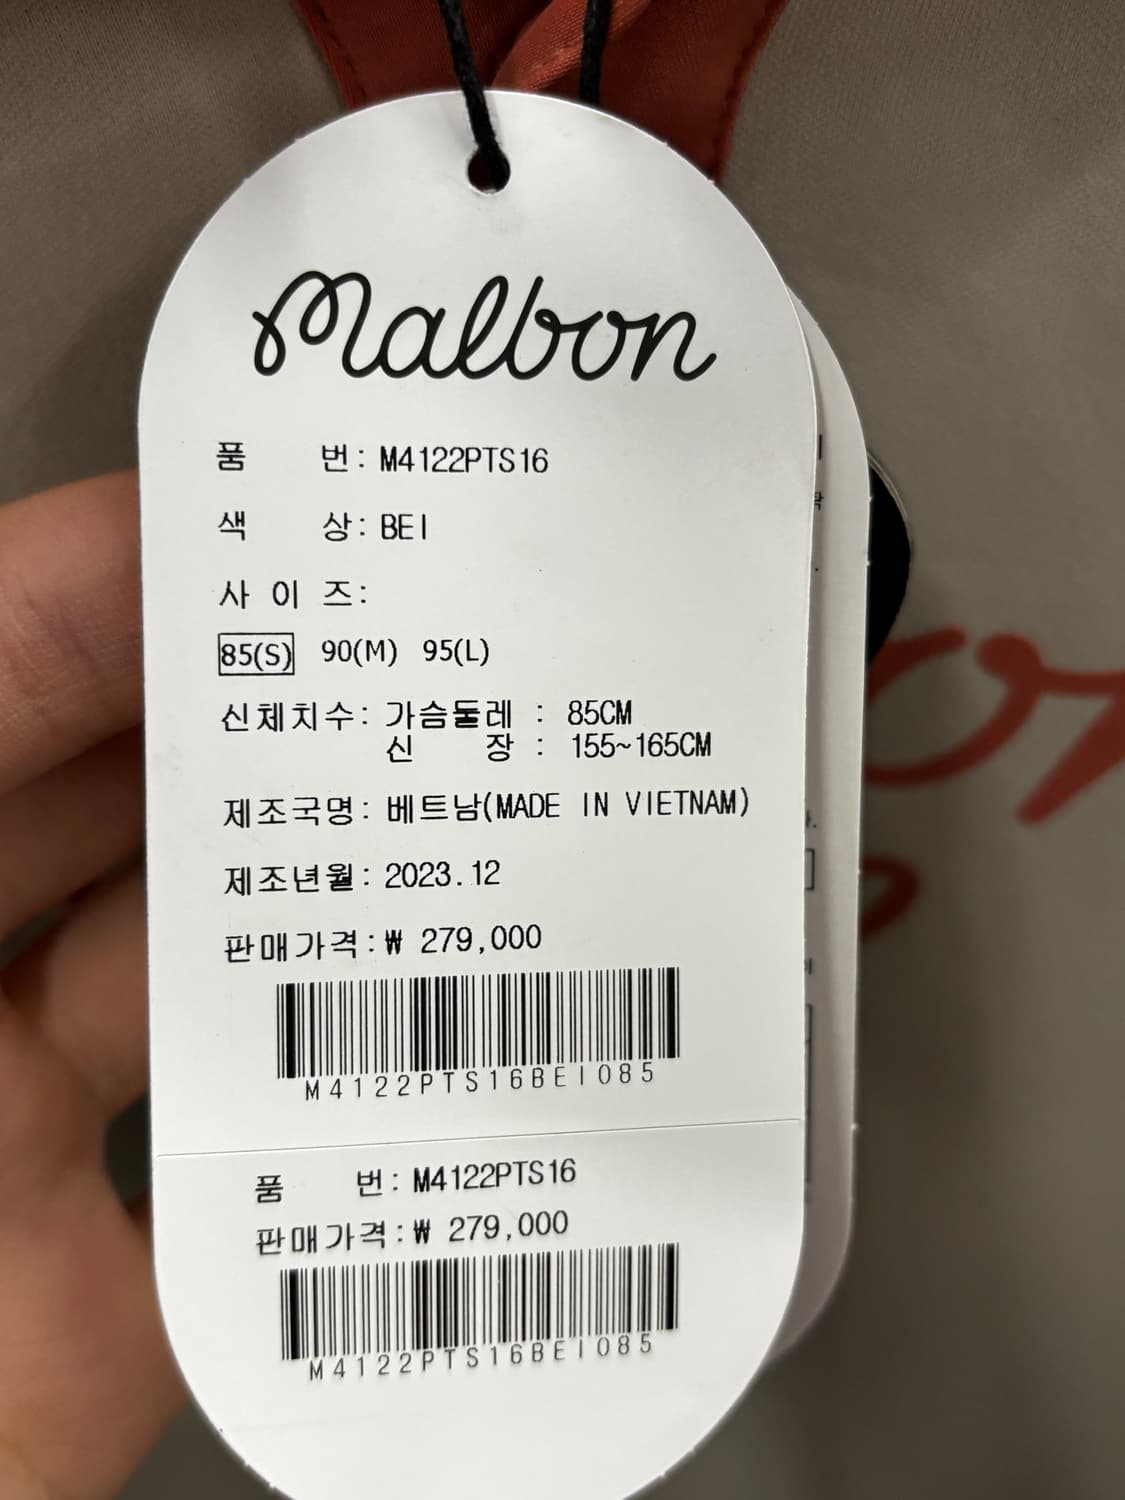 Malbon
품 번: M4122PTS16
색 상: BEI
사 이 즈:
85(S) 90(M) 95(L)
신체치수: 가슴둘레 : 85CM
신 장 : 155~165CM
제조국명: 베트남(MADE IN VIETNAM)
제조년월: 2023.12
판매가격:₩ 279,000
M4122PTS16BEI085
품 번: M4122PTS16
판매가격:₩ 279,000
M4122PTS16BEI085